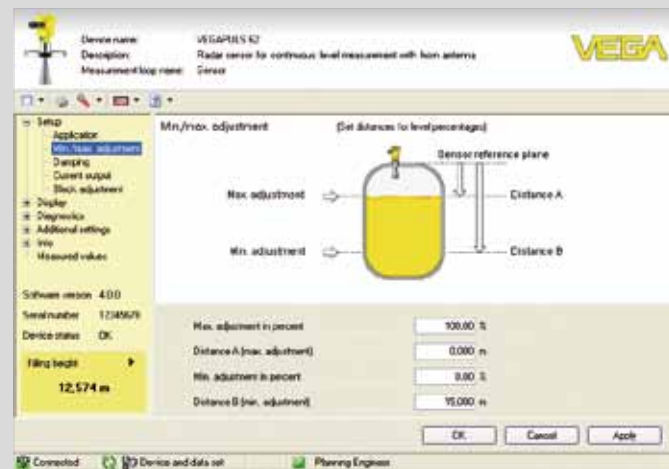 Device name: VEGAPULS 62
Description: Radar sensor for continuous level measurement with horn antenna
Measurement loop name: Sensor
VEGA
Setup
Application
Min./max. adjustment
Damping
Current output
Block adjustment
Display
Diagnostics
Additional settings
Info
Measured values
Software version 4.0.0
Serial number 12345678
Device status OK
Filling height
12,574 m
Min./max. adjustment (Set distances for level percentages)
Sensor reference plane
Max. adjustment
Distance A
Min. adjustment
Distance B
Max. adjustment in percent 100,00 %
Distance A (max. adjustment) 0,000 m
Min. adjustment in percent 0,00 %
Distance B (min. adjustment) 15,000 m
OK Cancel Apply
Connected Device and data set Planning Engineer